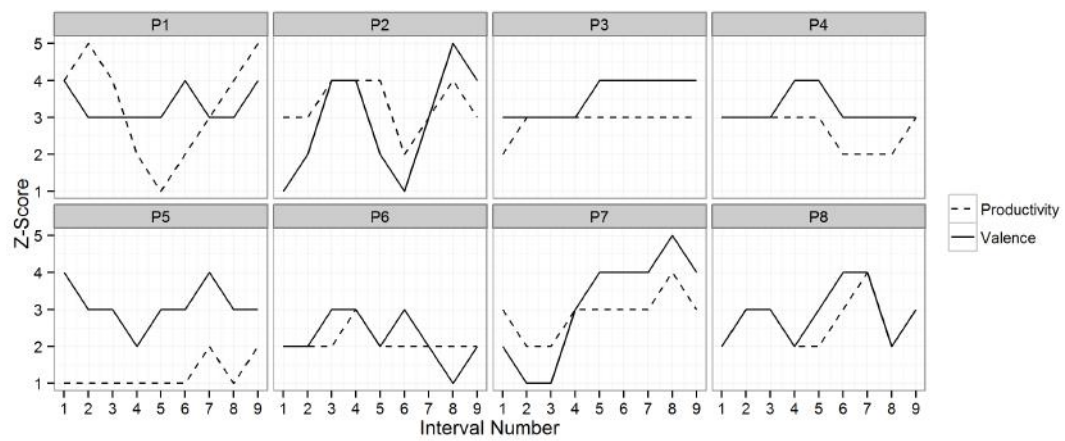 P1 P2 P3 P4
5
4
3
2
1
Z-Score
P5 P6 P7 P8
5
4
3
2
1
1 2 3 4 5 6 7 8 9 1 2 3 4 5 6 7 8 9 1 2 3 4 5 6 7 8 9 1 2 3 4 5 6 7 8 9
Interval Number
Productivity
Valence